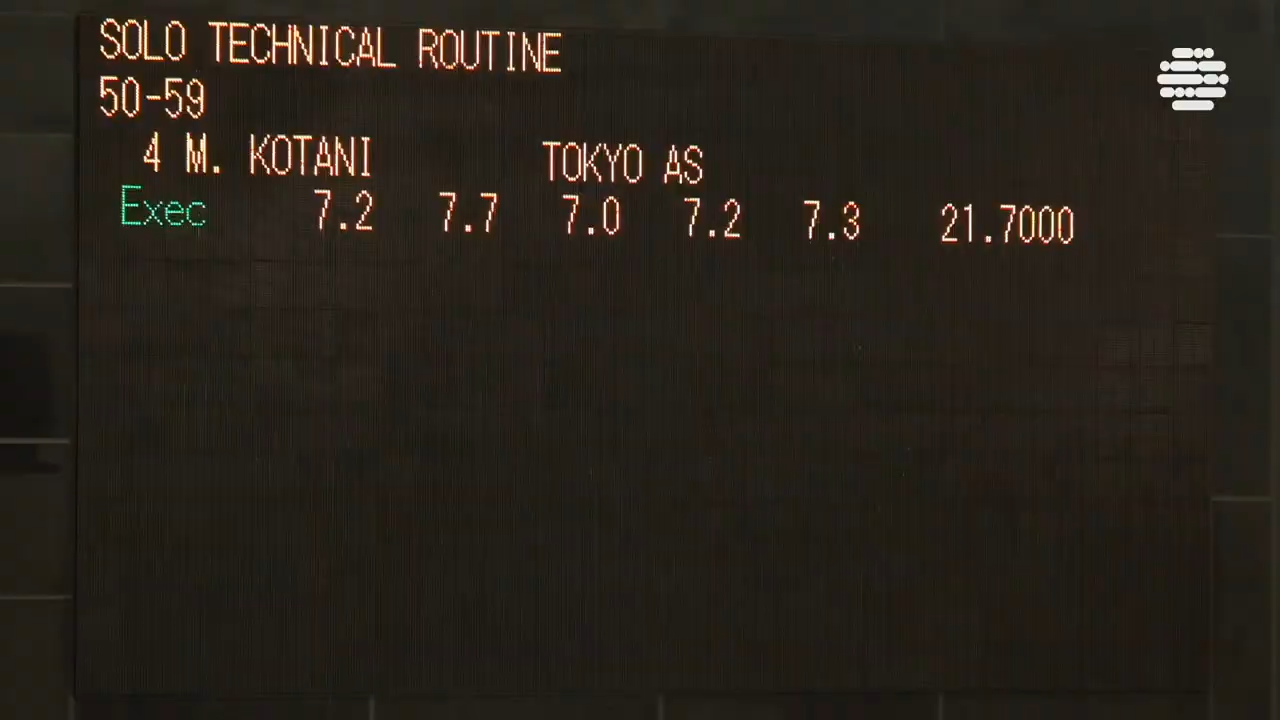 SOLO TECHNICAL ROUTINE
50-59
4 M. KOTANI TOKYO AS
Exec 7.2 7.7 7.0 7.2 7.3 21.7000